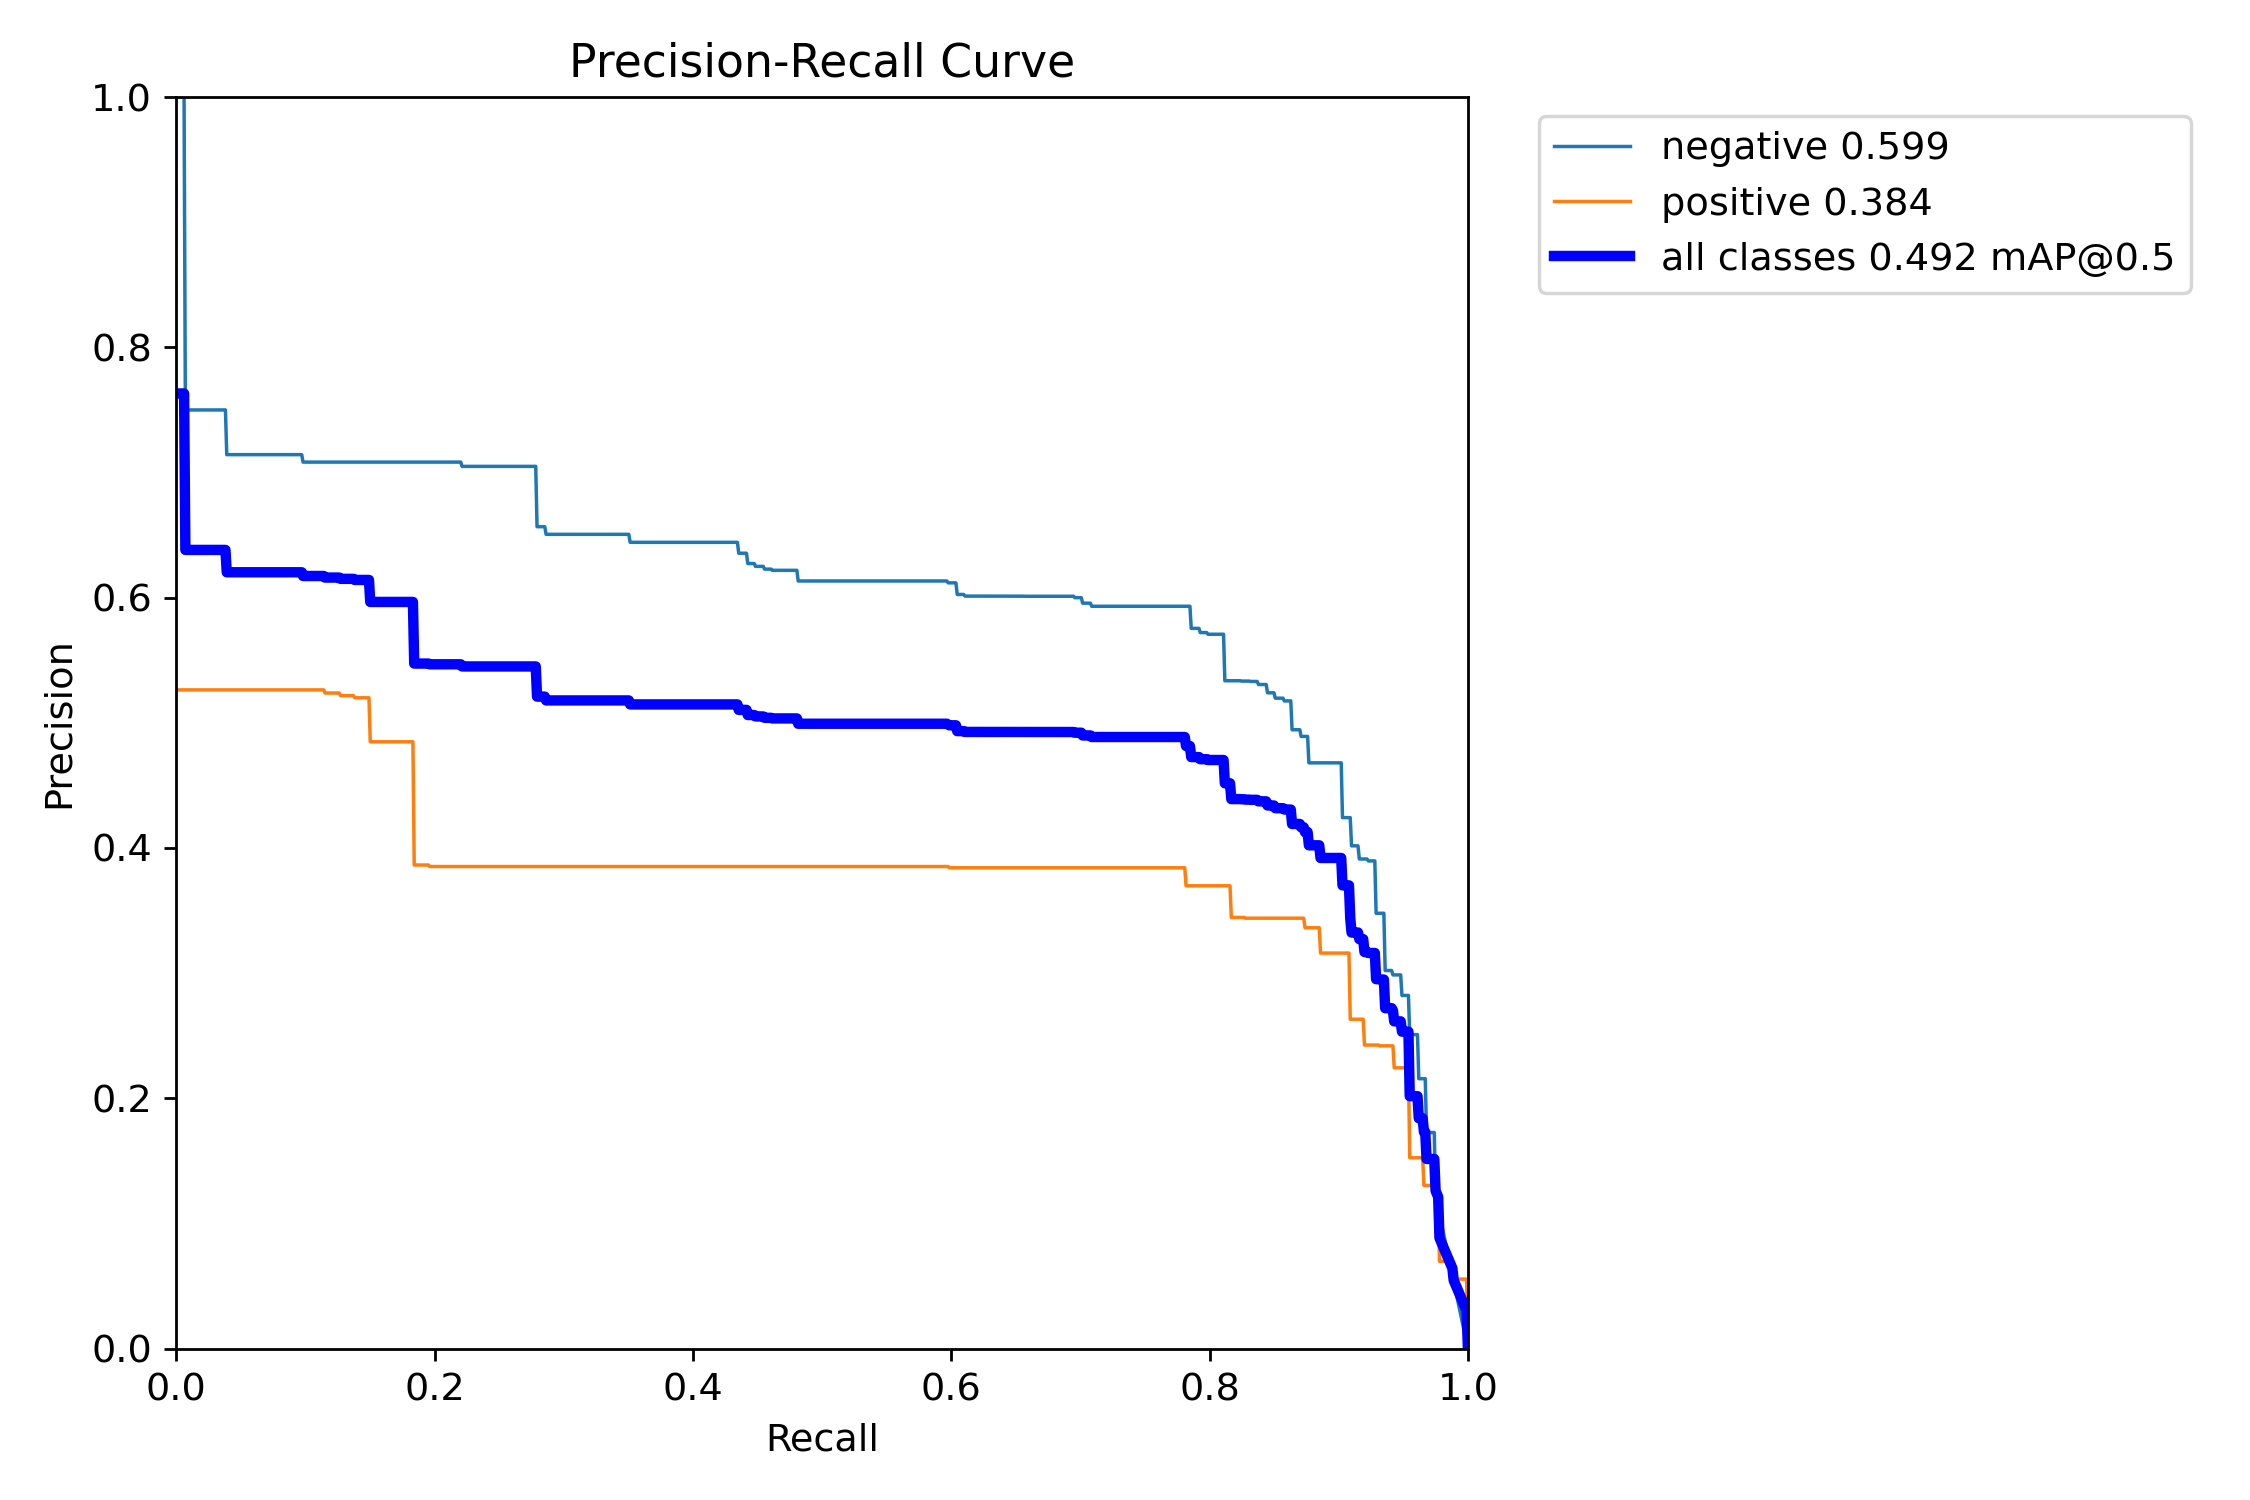 Precision-Recall Curve
1.0
0.8
0.6
0.4
0.2
0.0
Precision
0.0 0.2 0.4 0.6 0.8 1.0
Recall
negative 0.599
positive 0.384
all classes 0.492 mAP@0.5